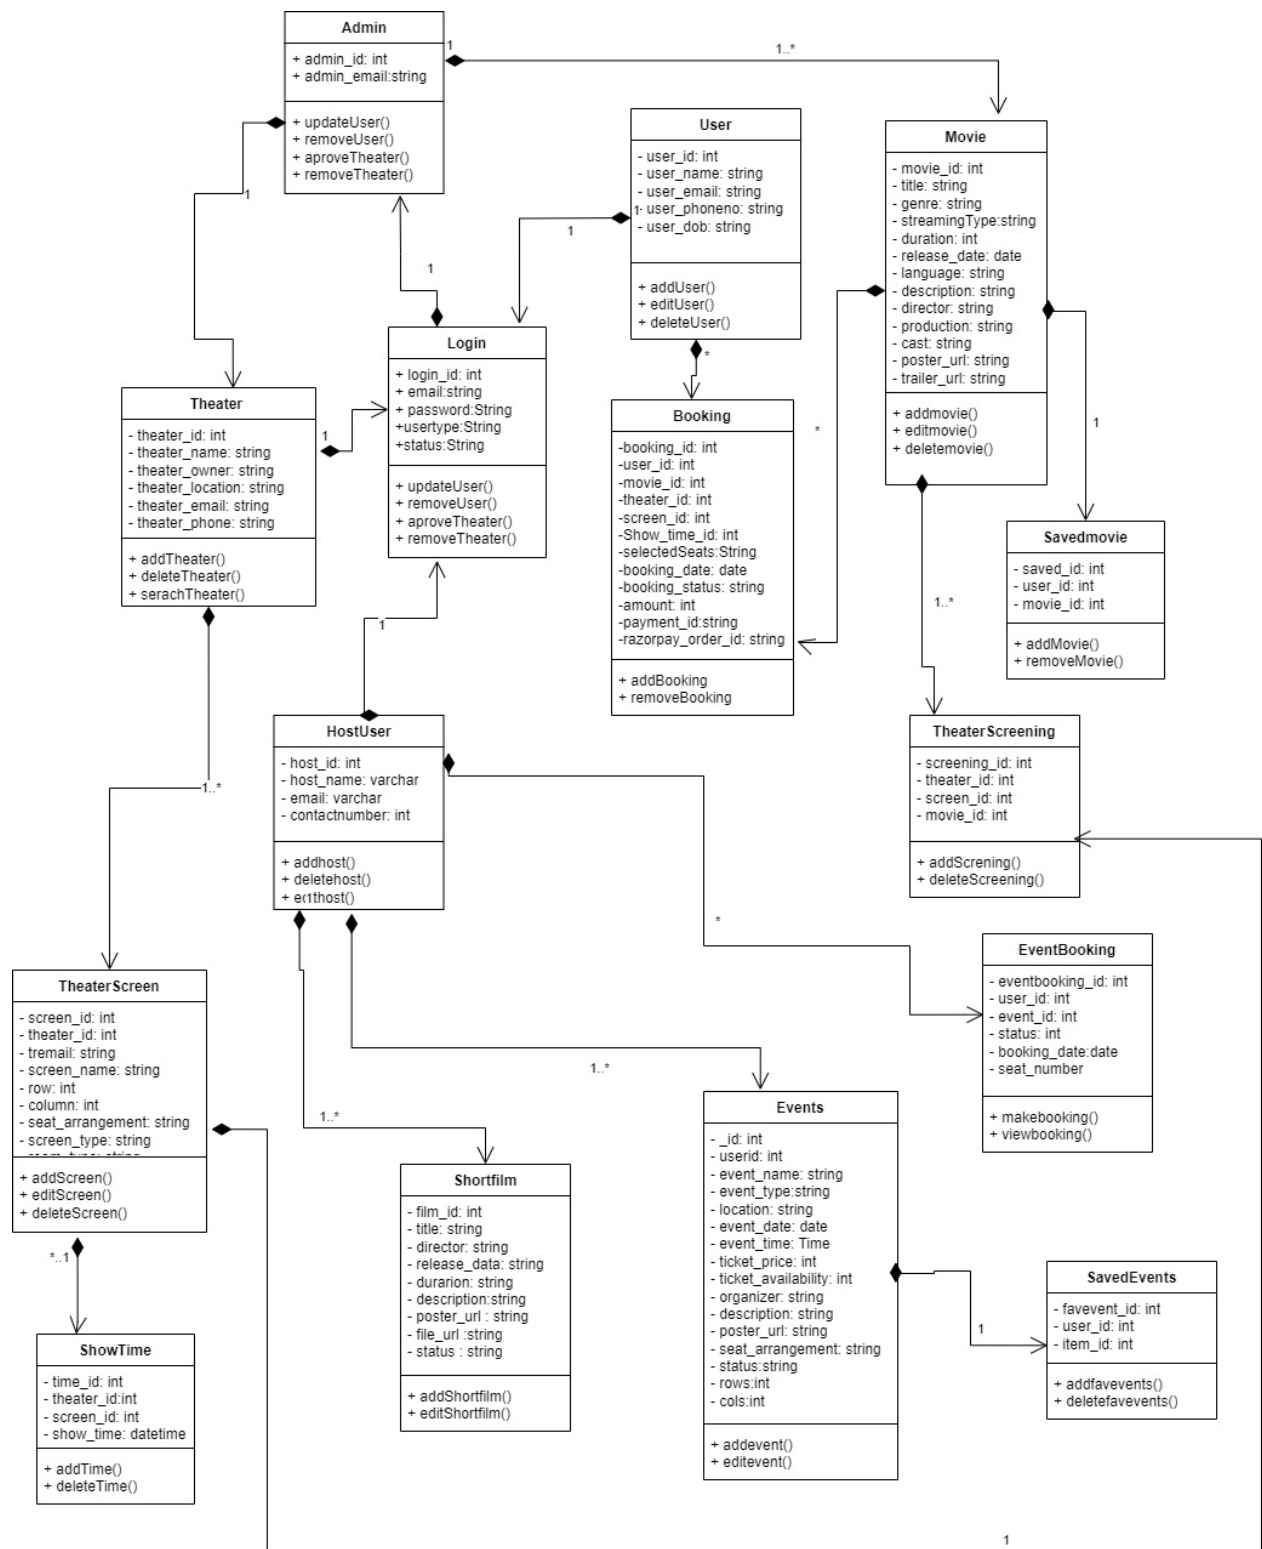 Admin
+ admin_id: int
+ admin_email:string
+ updateUser()
+ removeUser()
+ aproveTheater()
+ removeTheater()
1
1..*
1
1
User
- user_id: int
- user_name: string
- user_email: string
- user_phoneno: string
- user_dob: string
+ addUser()
+ editUser()
+ deleteUser()
1
1
*
Movie
- movie_id: int
- title: string
- genre: string
- streamingType:string
- duration: int
- release_date: date
- language: string
- description: string
- director: string
- production: string
- cast: string
- poster_url: string
- trailer_url: string
+ addmovie()
+ editmovie()
+ deletemovie()
*
1
1..*
Login
+ login_id: int
+ email:string
+ password:String
+usertype:String
+status:String
+ updateUser()
+ removeUser()
+ aproveTheater()
+ removeTheater()
Theater
- theater_id: int
- theater_name: string
- theater_owner: string
- theater_location: string
- theater_email: string
- theater_phone: string
+ addTheater()
+ deleteTheater()
+ serachTheater()
1
1..*
Booking
-booking_id: int
-user_id: int
-movie_id: int
-theater_id: int
-screen_id: int
-Show_time_id: int
-selectedSeats:String
-booking_date: date
-booking_status: string
-amount: int
-payment_id:string
-razorpay_order_id: string
+ addBooking
+ removeBooking
Savedmovie
- saved_id: int
- user_id: int
- movie_id: int
+ addMovie()
+ removeMovie()
1
HostUser
- host_id: int
- host_name: varchar
- email: varchar
- contactnumber: int
+ addhost()
+ deletehost()
1
*
1..*
1..*
TheaterScreening
- screening_id: int
- theater_id: int
- screen_id: int
- movie_id: int
+ addScrening()
+ deleteScreening()
EventBooking
- eventbooking_id: int
- user_id: int
- event_id: int
- status: int
- booking_date:date
- seat_number
+ makebooking()
+ viewbooking()
TheaterScreen
- screen_id: int
- theater_id: int
- tremail: string
- screen_name: string
- row: int
- column: int
- seat_arrangement: string
- screen_type: string
+ addScreen()
+ editScreen()
+ deleteScreen()
*..1
Shortfilm
- film_id: int
- title: string
- director: string
- release_data: string
- durarion: string
- description:string
- poster_url : string
- file_url :string
- status : string
+ addShortfilm()
+ editShortfilm()
Events
- _id: int
- userid: int
- event_name: string
- event_type:string
- location: string
- event_date: date
- event_time: Time
- ticket_price: int
- ticket_availability: int
- organizer: string
- description: string
- poster_url: string
- seat_arrangement: string
- status:string
- rows:int
- cols:int
+ addevent()
+ editevent()
1
SavedEvents
- favevent_id: int
- user_id: int
- item_id: int
+ addfavevents()
+ deletefavevents()
ShowTime
- time_id: int
- theater_id:int
- screen_id: int
- show_time: datetime
+ addTime()
+ deleteTime()
1